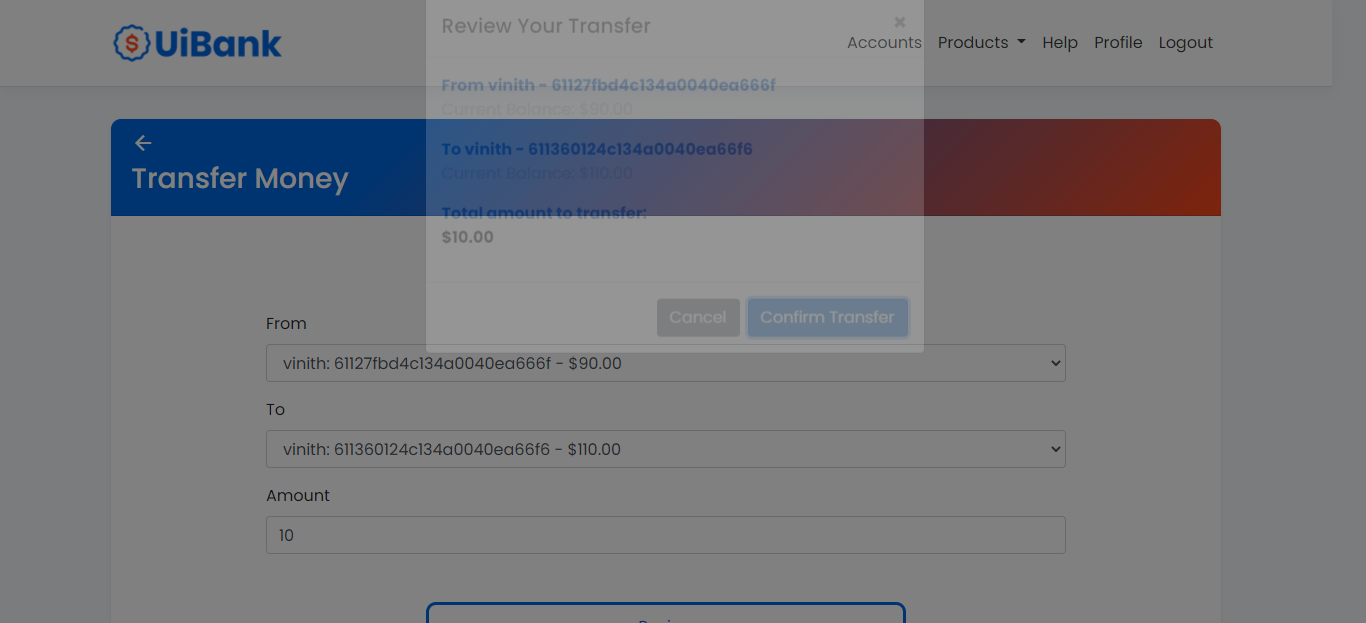 UiBank
Accounts Products Help Profile Logout
Review Your Transfer
×
From vinith - 61127fbd4c134a0040ea666f
Current Balance: $90.00
To vinith - 611360124c134a0040ea66f6
Current Balance: $110.00
Total amount to transfer:
$10.00
Cancel Confirm Transfer
Transfer Money
From
vinith: 61127fbd4c134a0040ea666f - $90.00
To
vinith: 611360124c134a0040ea66f6 - $110.00
Amount
10